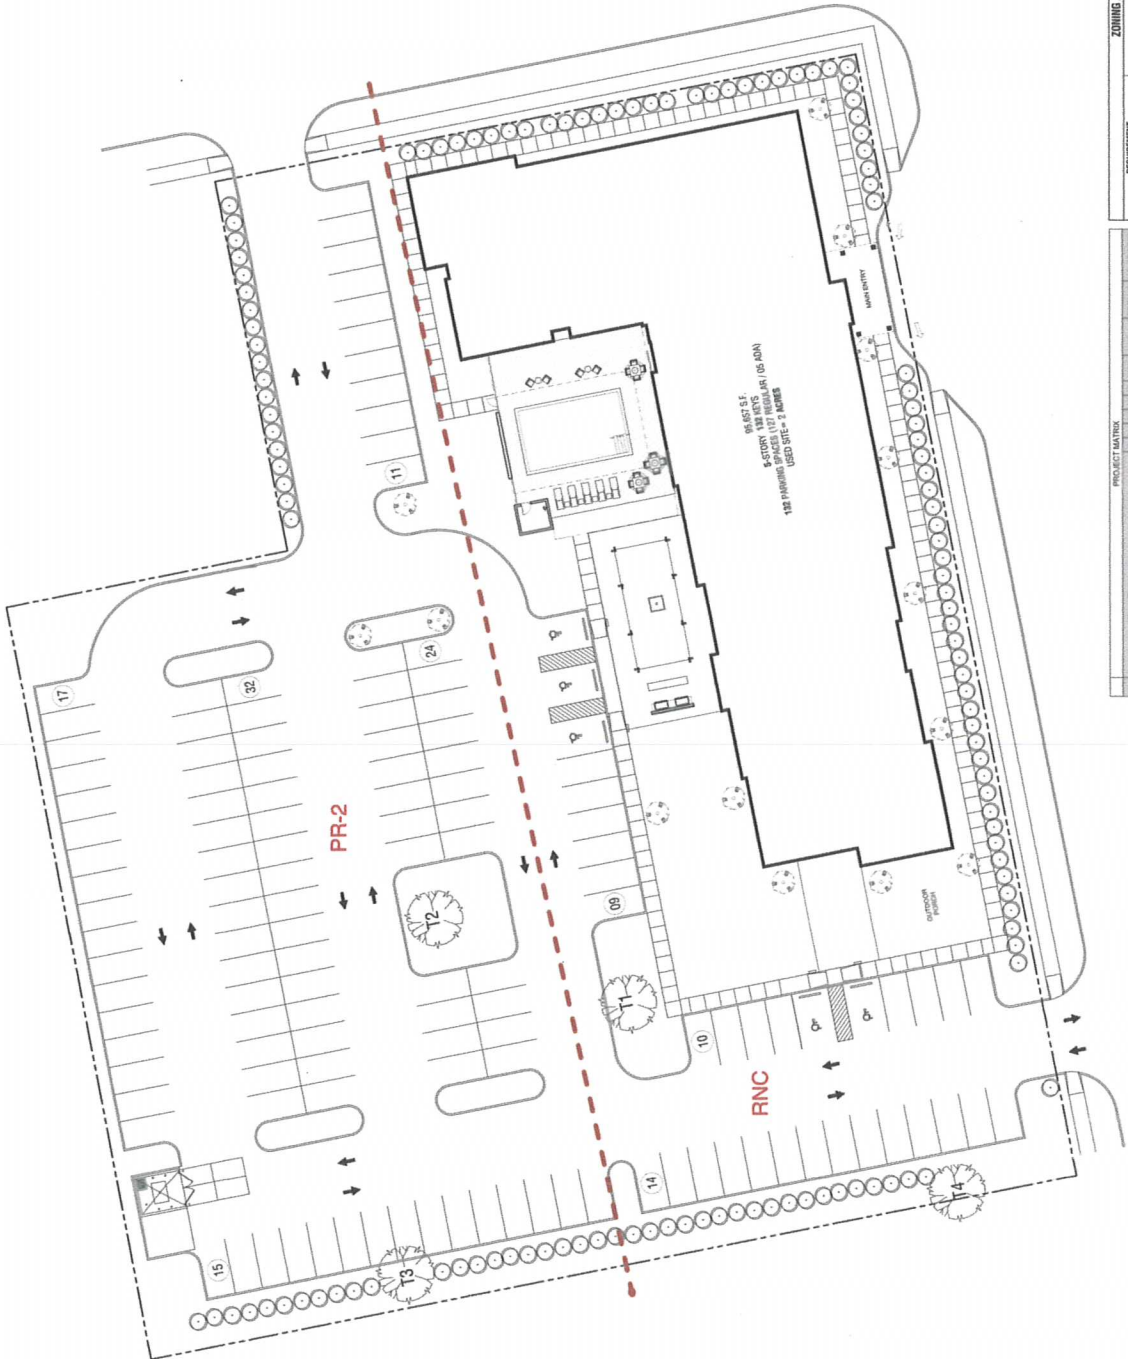 ZONING
REQUIREMENT
PROJECT MATRIX
MAIN ENTRY
95,657 S.F.
5-STORY 132 KEYS
132 PARKING SPACES (127 REGULAR / 05 ADA)
USED SITE = 2 ACRES
OUTDOOR
PORCH
11
17
32
24
PR-2
T2
09
T1
10
RNC
14
15
T3
T4